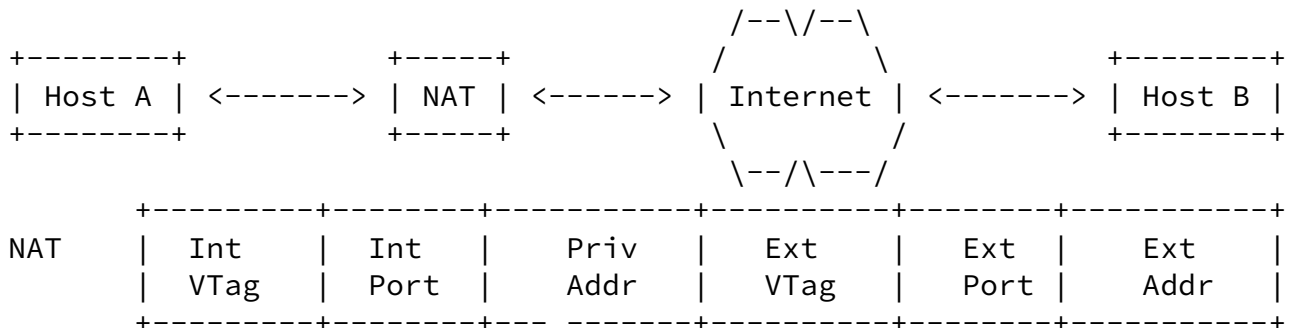 /--\/--\
+--------+          +-----+                   /        \            +--------+
| Host A | <-------> | NAT | <------> | Internet | <-------> | Host B |
+--------+          +-----+                   \        /            +--------+
                                               \--/\---/
       +---------+--------+-----------+----------+--------+-----------+
NAT    |  Int    |  Int   |   Priv    |   Ext    |   Ext  |    Ext    |
       |  VTag   |  Port  |   Addr    |   VTag   |   Port |    Addr   |
       +---------+--------+--- -------+----------+--------+-----------+